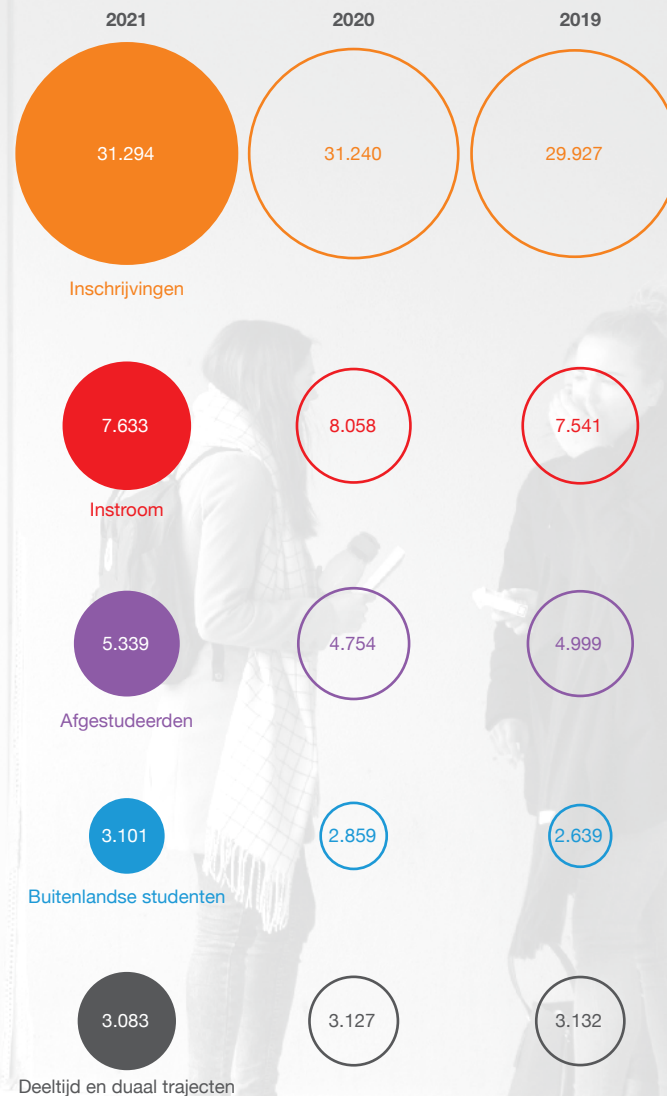 2021 2020 2019
31.294 31.240 29.927
Inschrijvingen
7.633 8.058 7.541
Instroom
5.339 4.754 4.999
Afgestudeerden
3.101 2.859 2.639
Buitenlandse studenten
3.083 3.127 3.132
Deeltijd en duaal trajecten